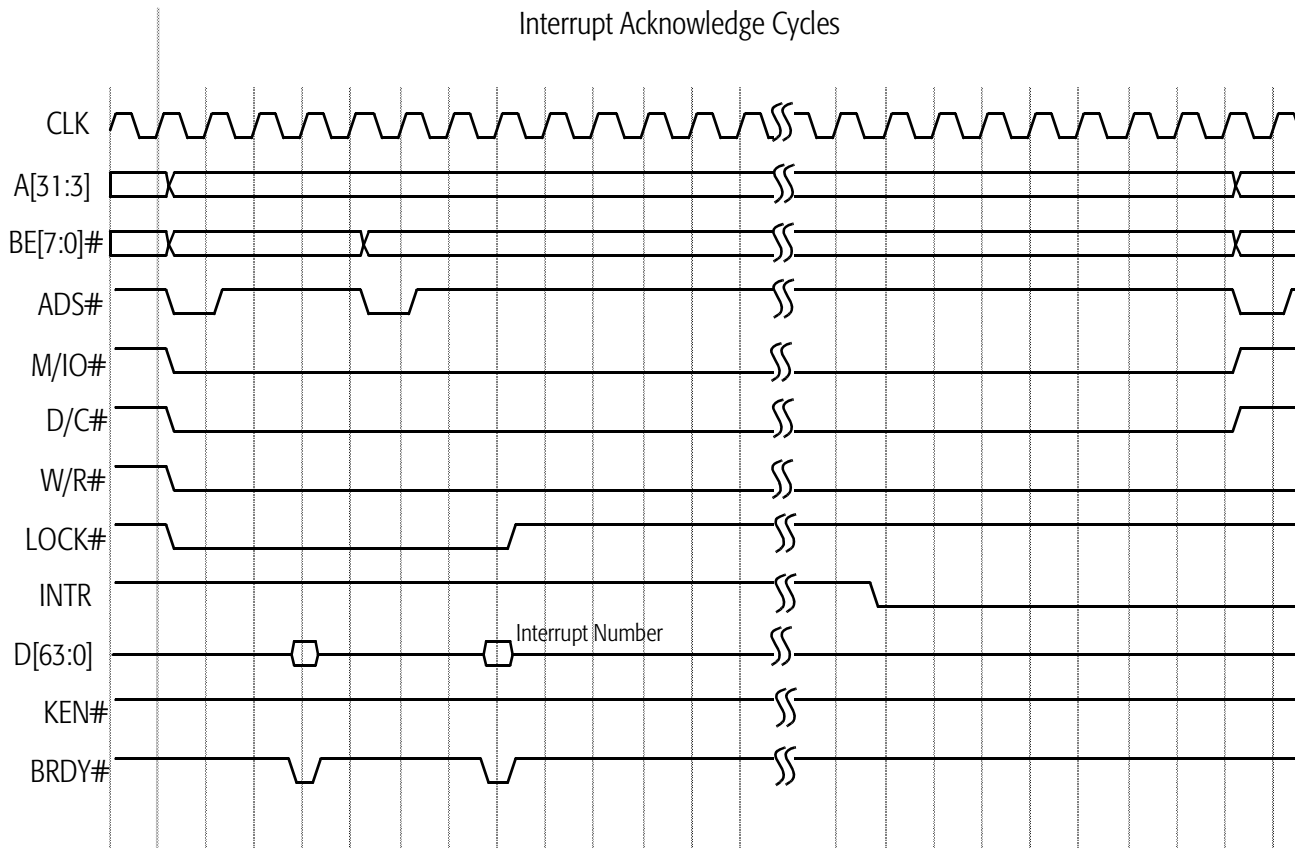 Interrupt Acknowledge Cycles
CLK
A[31:3]
BE[7:0]#
ADS#
M/IO#
D/C#
W/R#
LOCK#
INTR
Interrupt Number
D[63:0]
KEN#
BRDY#